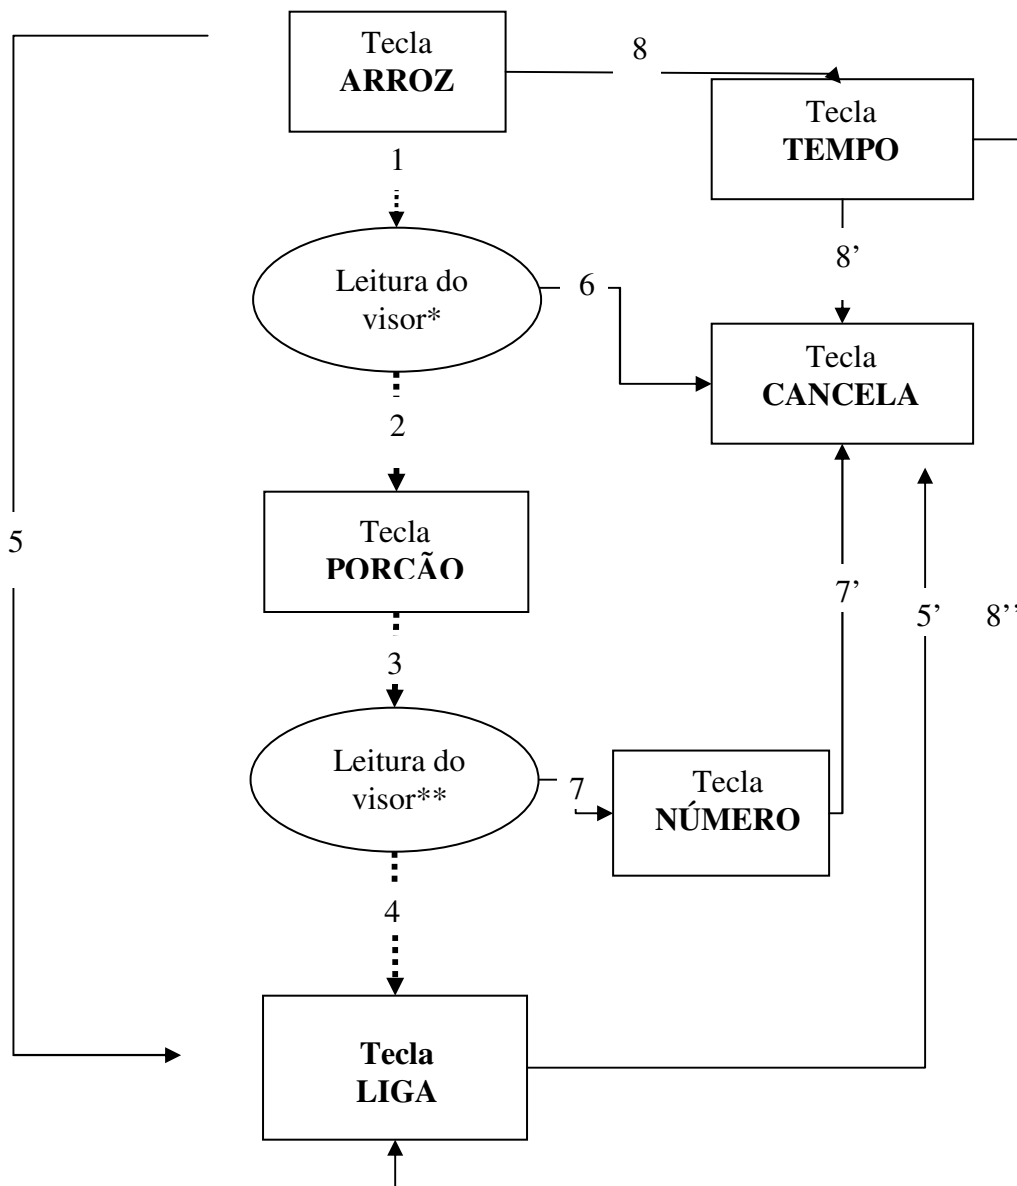 Tecla
ARROZ
8
Tecla
TEMPO
1
8’
Leitura do
visor*
6
Tecla
CANCELA
2
Tecla
PORÇÃO
5
7’
5’
8’’
3
Leitura do
visor**
7
Tecla
NÚMERO
4
Tecla
LIGA